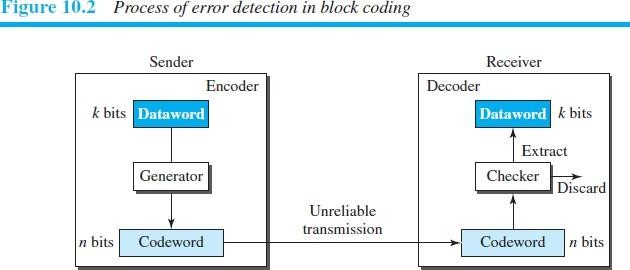 Figure 10.2 Process of error detection in block coding
Sender
Encoder
k bits Dataword
Generator
n bits Codeword
Unreliable
transmission
Receiver
Decoder
Dataword k bits
Extract
Checker
Discard
Codeword n bits